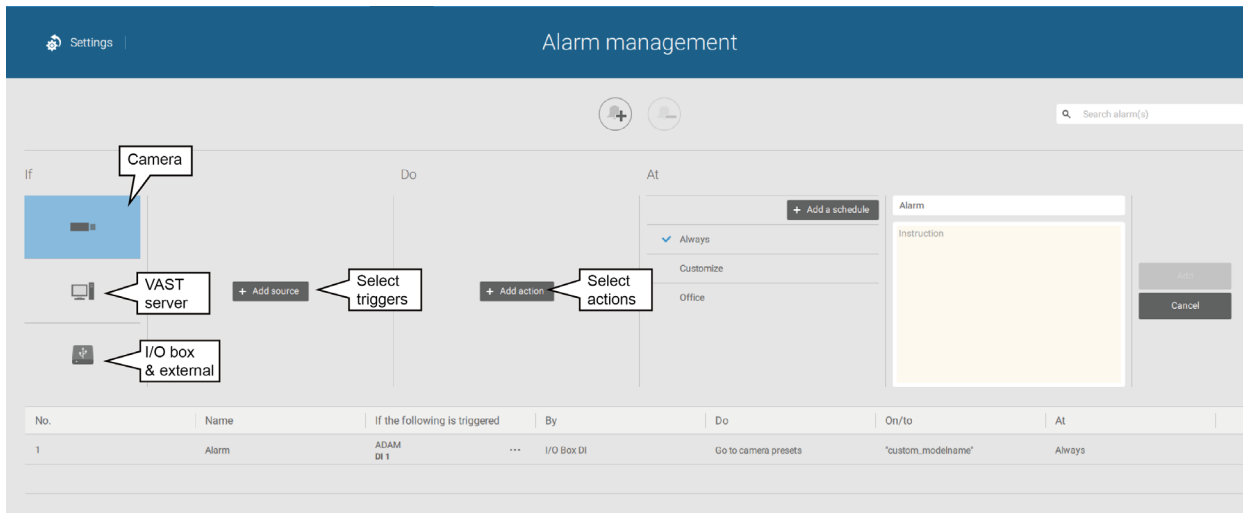 Settings
Alarm management
Search alarm(s)
If
Do
At
Camera
VAST
server
I/O box
& external
+ Add source
Select
triggers
+ Add action
Select
actions
+ Add a schedule
Always
Customize
Office
Alarm
Instruction
Add
Cancel
No. Name If the following is triggered By Do On/to At
1 Alarm ADAM ... I/O Box DI Go to camera presets "custom_modelname" Always
DI 1